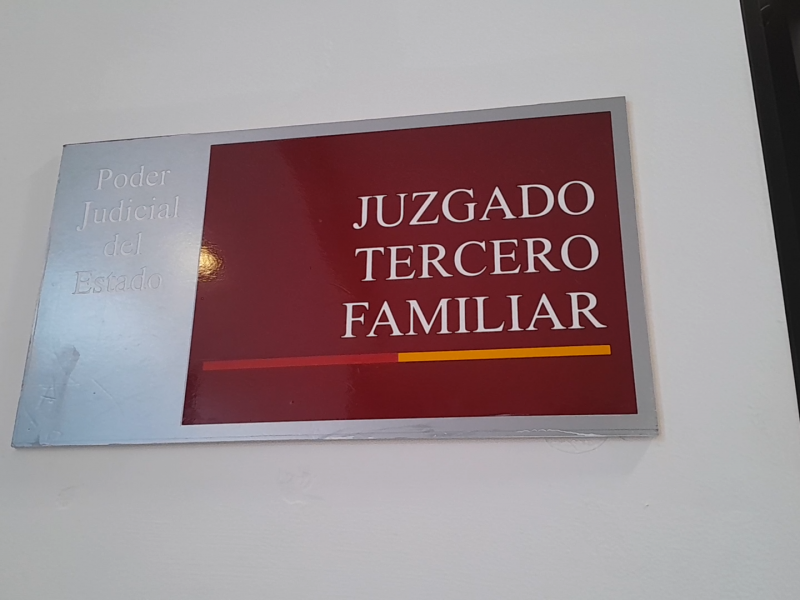 Poder
Judicial
del
Estado
JUZGADO
TERCERO
FAMILIAR